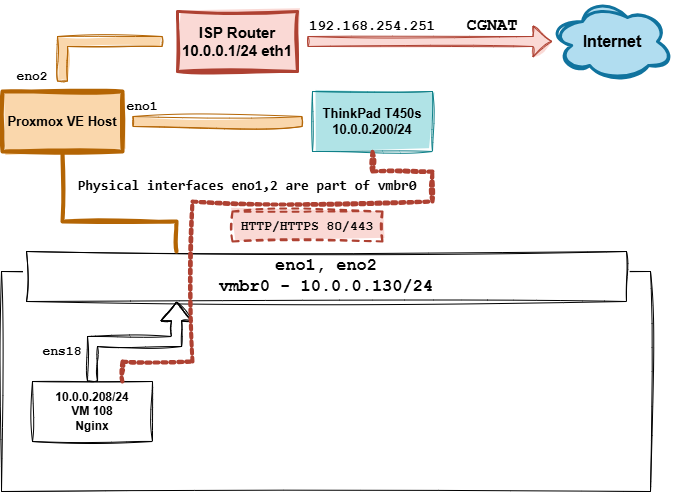 ISP Router
10.0.0.1/24 eth1
192.168.254.251
CGNAT
Internet
eno2
Proxmox VE Host
eno1
ThinkPad T450s
10.0.0.200/24
Physical interfaces eno1,2 are part of vmbr0
HTTP/HTTPS 80/443
eno1, eno2
vmbr0 - 10.0.0.130/24
ens18
10.0.0.208/24
VM 108
Nginx